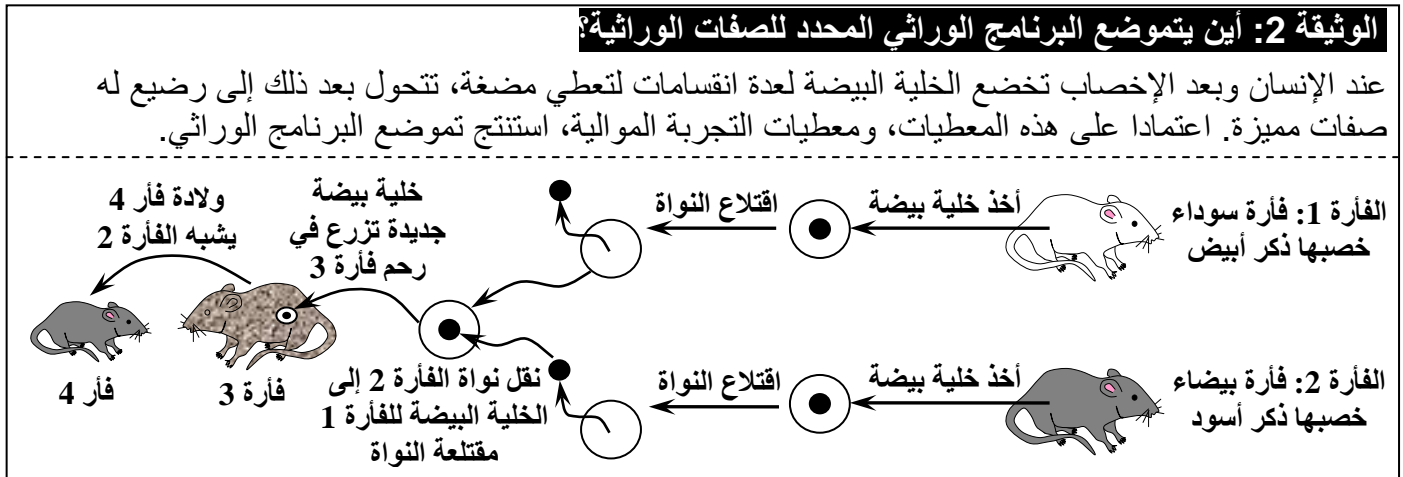 الوثيقة 2: أين يتموضع البرنامج الوراثي المحدد للصفات الوراثية؟
عند الإنسان وبعد الإخصاب تخضع الخلية البيضة لعدة انقسامات لتعطي مضغة، تتحول بعد ذلك إلى رضيع له
صفات مميزة. اعتمادا على هذه المعطيات، ومعطيات التجربة الموالية، استنتج تموضع البرنامج الوراثي.
الفأرة 1: فأرة سوداء
خصبها ذكر أبيض
أخذ خلية بيضة
اقتلاع النواة
خلية بيضة
جديدة تزرع في
رحم فأرة 3
ولادة فأر 4
يشبه الفأرة 2
الفأرة 2: فأرة بيضاء
خصبها ذكر أسود
أخذ خلية بيضة
اقتلاع النواة
نقل نواة الفأرة 2 إلى
الخلية البيضة للفأرة 1
مقتلعة النواة
فأرة 3
فأر 4